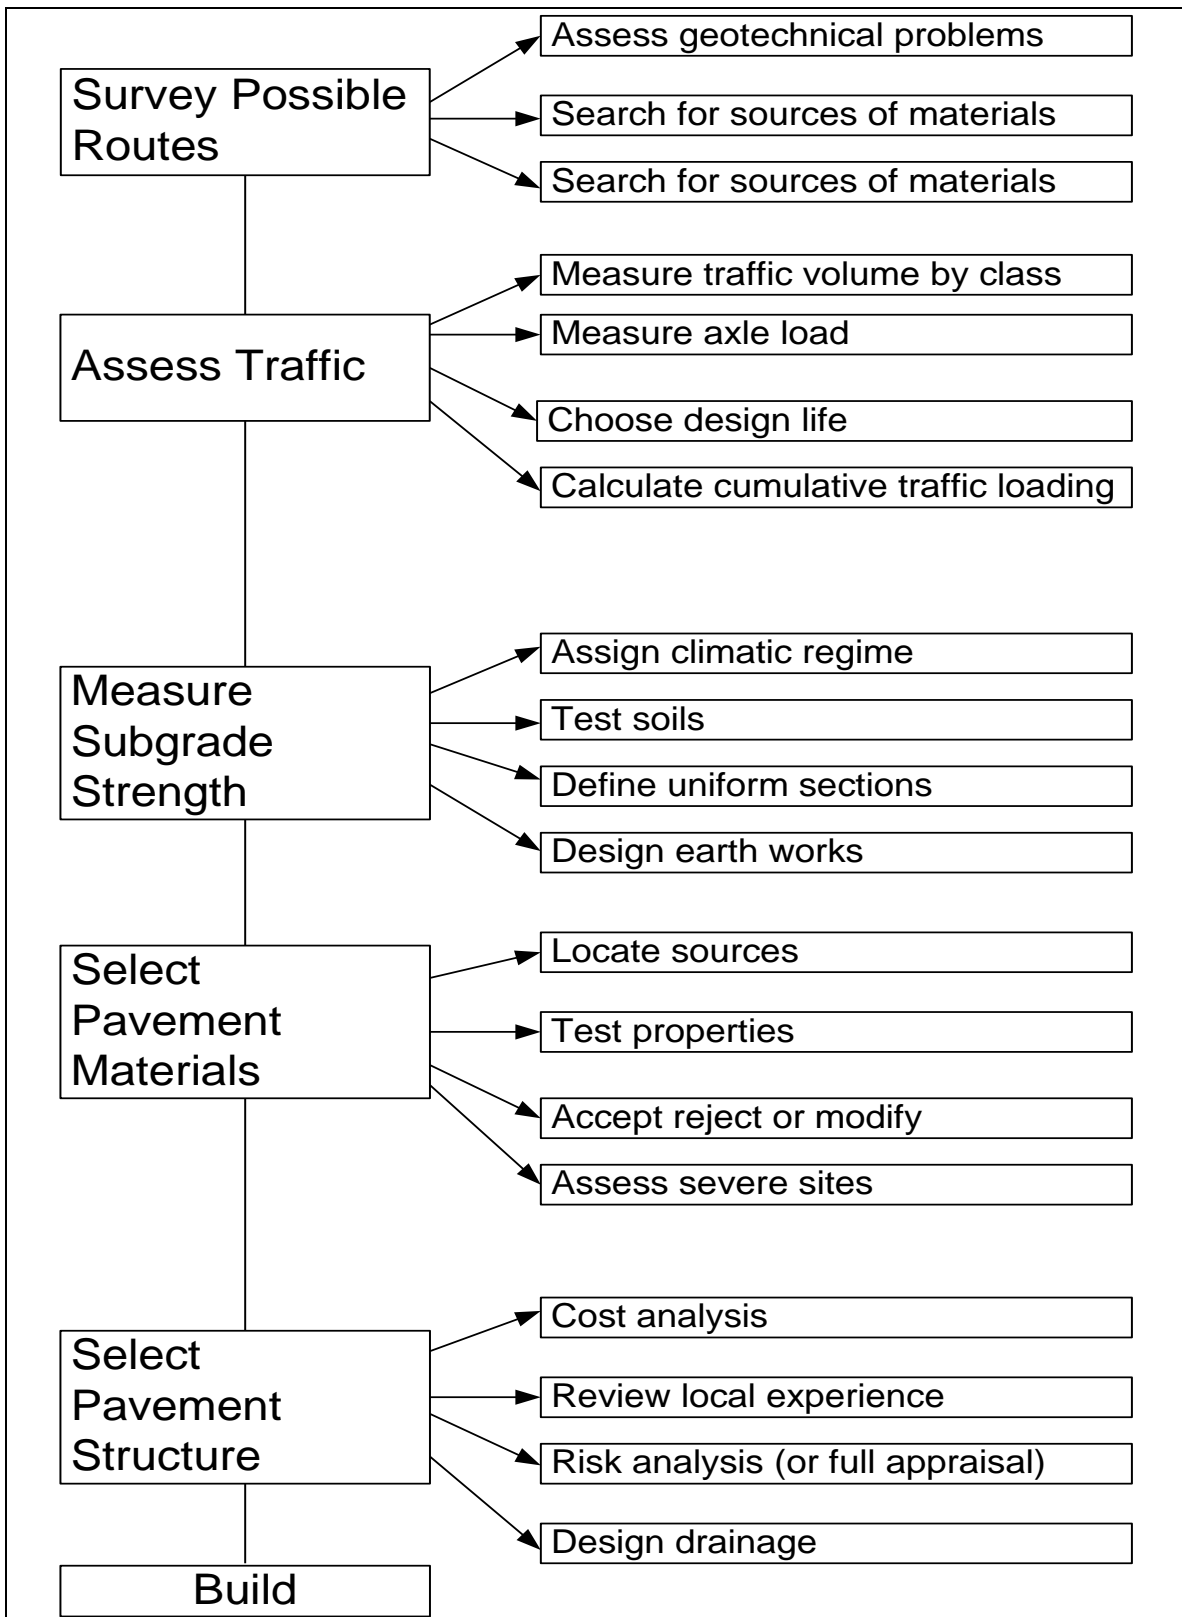 Survey Possible
Routes
Assess geotechnical problems
Search for sources of materials
Search for sources of materials
Assess Traffic
Measure traffic volume by class
Measure axle load
Choose design life
Calculate cumulative traffic loading
Measure
Subgrade
Strength
Assign climatic regime
Test soils
Define uniform sections
Design earth works
Select
Pavement
Materials
Locate sources
Test properties
Accept reject or modify
Assess severe sites
Select
Pavement
Structure
Cost analysis
Review local experience
Risk analysis (or full appraisal)
Design drainage
Build